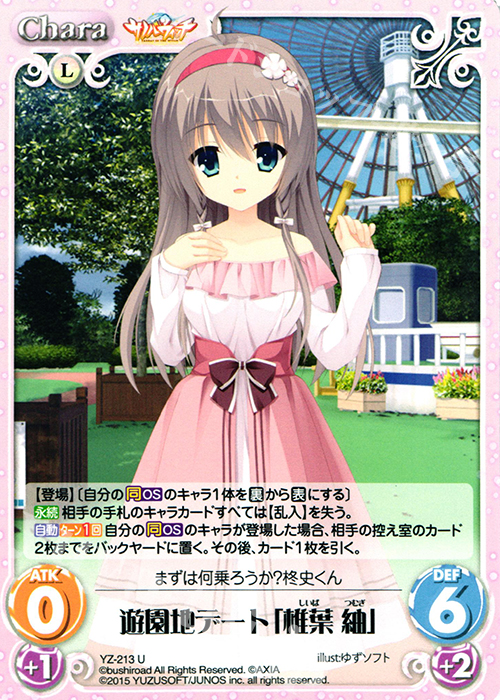 Chara
サノバウィッチ
L
【登場】〔自分の同OSのキャラ1体を裏から表にする〕
永続 相手の手札のキャラカードすべては【乱入】を失う。
自動 ターン1回 自分の同OSのキャラが登場した場合、相手の控え室のカード
2枚までをバックヤードに置く。その後、カード1枚を引く。
まずは何乗ろうか?柊史くん
ATK
0
DEF
6
しいば つむぎ
遊園地デート「椎葉 紬」
+1
+2
YZ-213 U
illust:ゆずソフト
©bushiroad All Rights Reserved. ©AXIA
©2015 YUZUSOFT/JUNOS inc. all rights reserved.